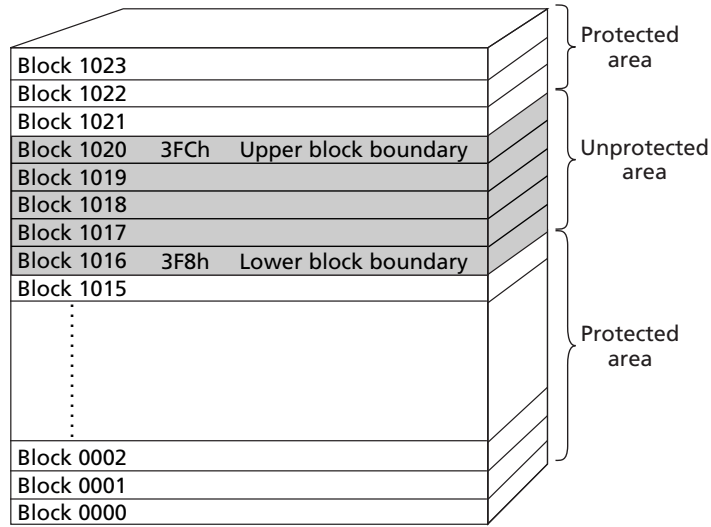 Protected
area
Block 1023
Block 1022
Block 1021
Block 1020 3FCh Upper block boundary
Unprotected
area
Block 1019
Block 1018
Block 1017
Block 1016 3F8h Lower block boundary
Block 1015
Protected
area
Block 0002
Block 0001
Block 0000